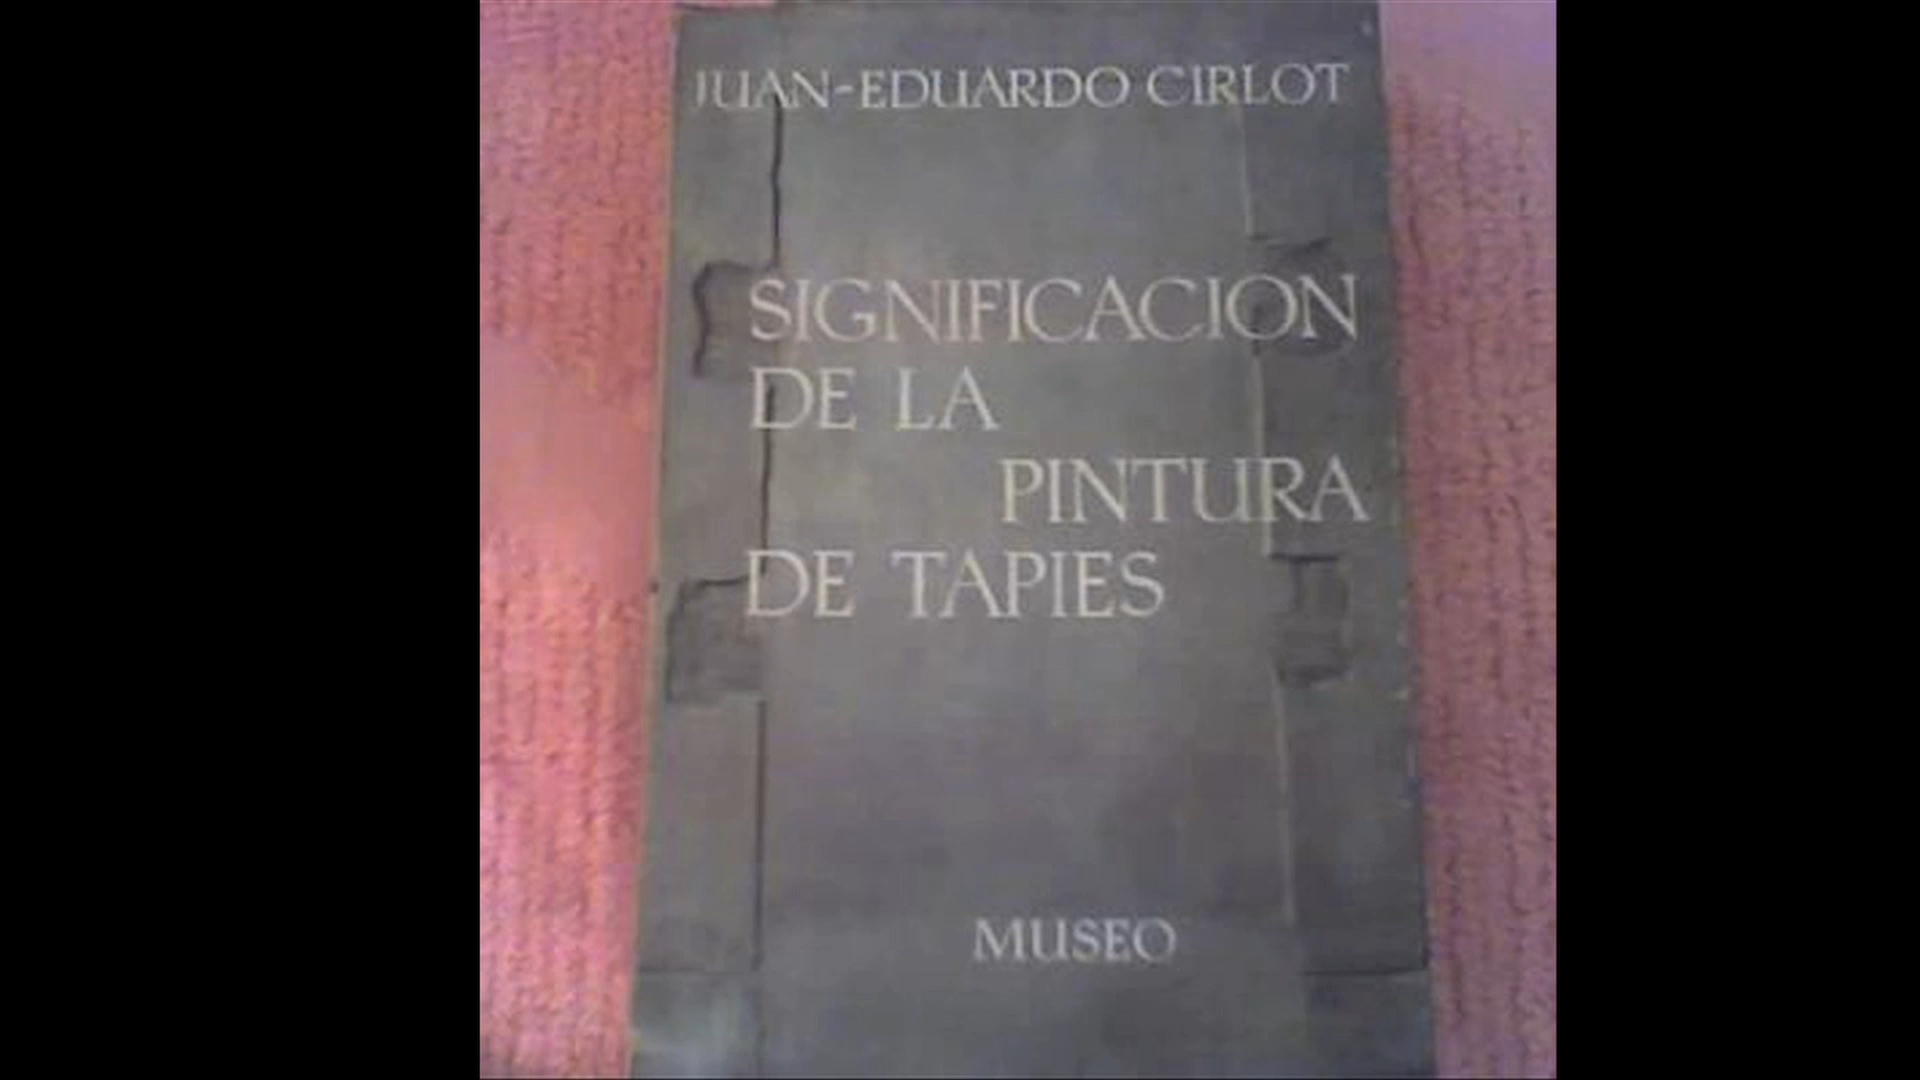 JUAN-EDUARDO CIRLOT
SIGNIFICACION
DE LA
PINTURA
DE TAPIES
MUSEO